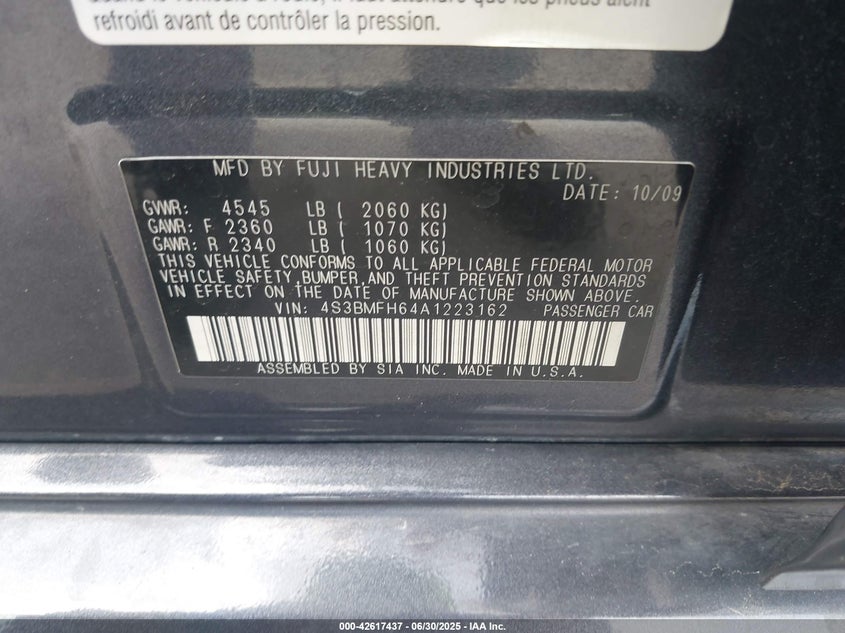 refroidi avant de contrôler la pression.
MFD BY FUJI HEAVY INDUSTRIES LTD.
DATE: 10/09
GVWR: 4545 LB ( 2060 KG)
GAWR: F 2360 LB ( 1070 KG)
GAWR: R 2340 LB ( 1060 KG)
THIS VEHICLE CONFORMS TO ALL APPLICABLE FEDERAL MOTOR
VEHICLE SAFETY,BUMPER,AND THEFT PREVENTION STANDARDS
IN EFFECT ON THE DATE OF MANUFACTURE SHOWN ABOVE.
VIN: 4S3BMFH64A1223162 PASSENGER CAR
ASSEMBLED BY SIA INC. MADE IN U.S.A.
000-42617437 - 06/30/2025 - IAA Inc.